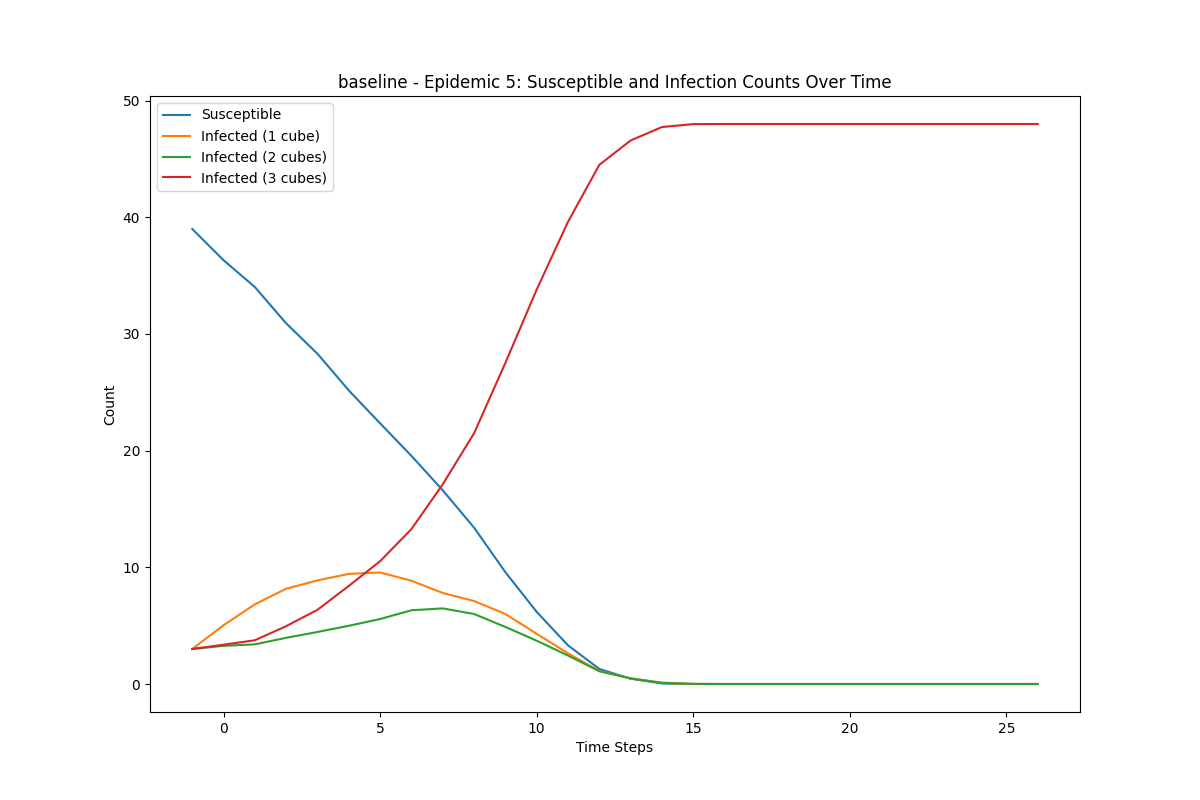 baseline - Epidemic 5: Susceptible and Infection Counts Over Time
Susceptible
Infected (1 cube)
Infected (2 cubes)
Infected (3 cubes)
Count
50
40
30
20
10
0
0 5 10 15 20 25
Time Steps